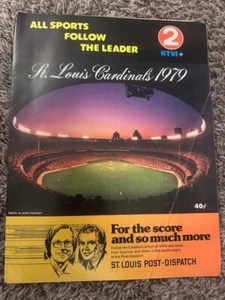 ALL SPORTS
FOLLOW
THE LEADER
2
KTVI
St. Louis Cardinals 1979
40¢
For the score
and so much more
ST. LOUIS POST-DISPATCH